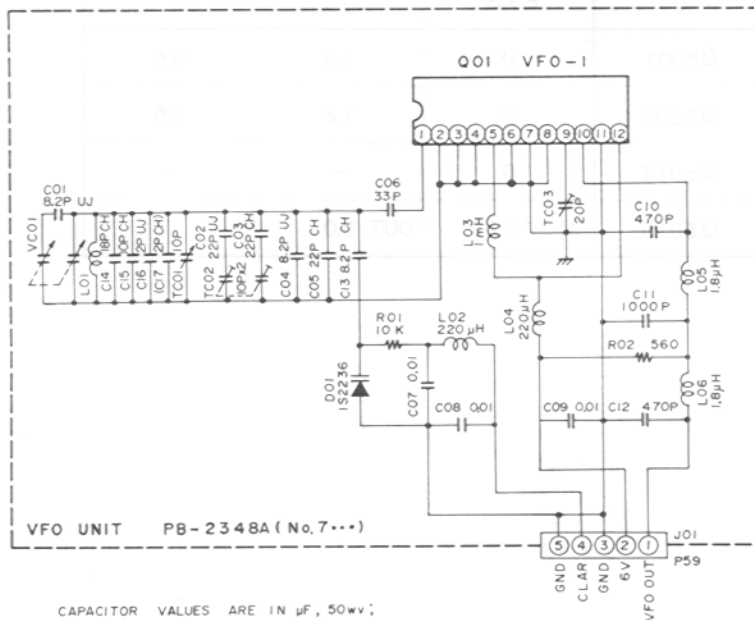 Q01 VFO-1
1 2 3 4 5 6 7 8 9 10 11 12
C06
33P
C01
8.2P UJ
VC01
L01
C14 18P CH
C15 10P CH
C16 2P UJ
(C17 2P CH)
TC01 10P
C02
22P UJ
TC02
10P×2
C03
22P CH
C04 8.2P UJ
C05 22P CH
C13 8.2P CH
L03
1mH
TC03
20P
C10
470P
L05
1.8μH
C11
1000P
L04
220μH
R02 560
R01
10K
L02
220μH
D01
1S2236
C07 0.01
C08 0.01
C09 0.01
C12 470P
L06
1.8μH
VFO UNIT PB-2348A (No. 7···)
J01
5 4 3 2 1
P59
GND
CLAR
GND
6V
VFO OUT
CAPACITOR VALUES ARE IN μF, 50wv;